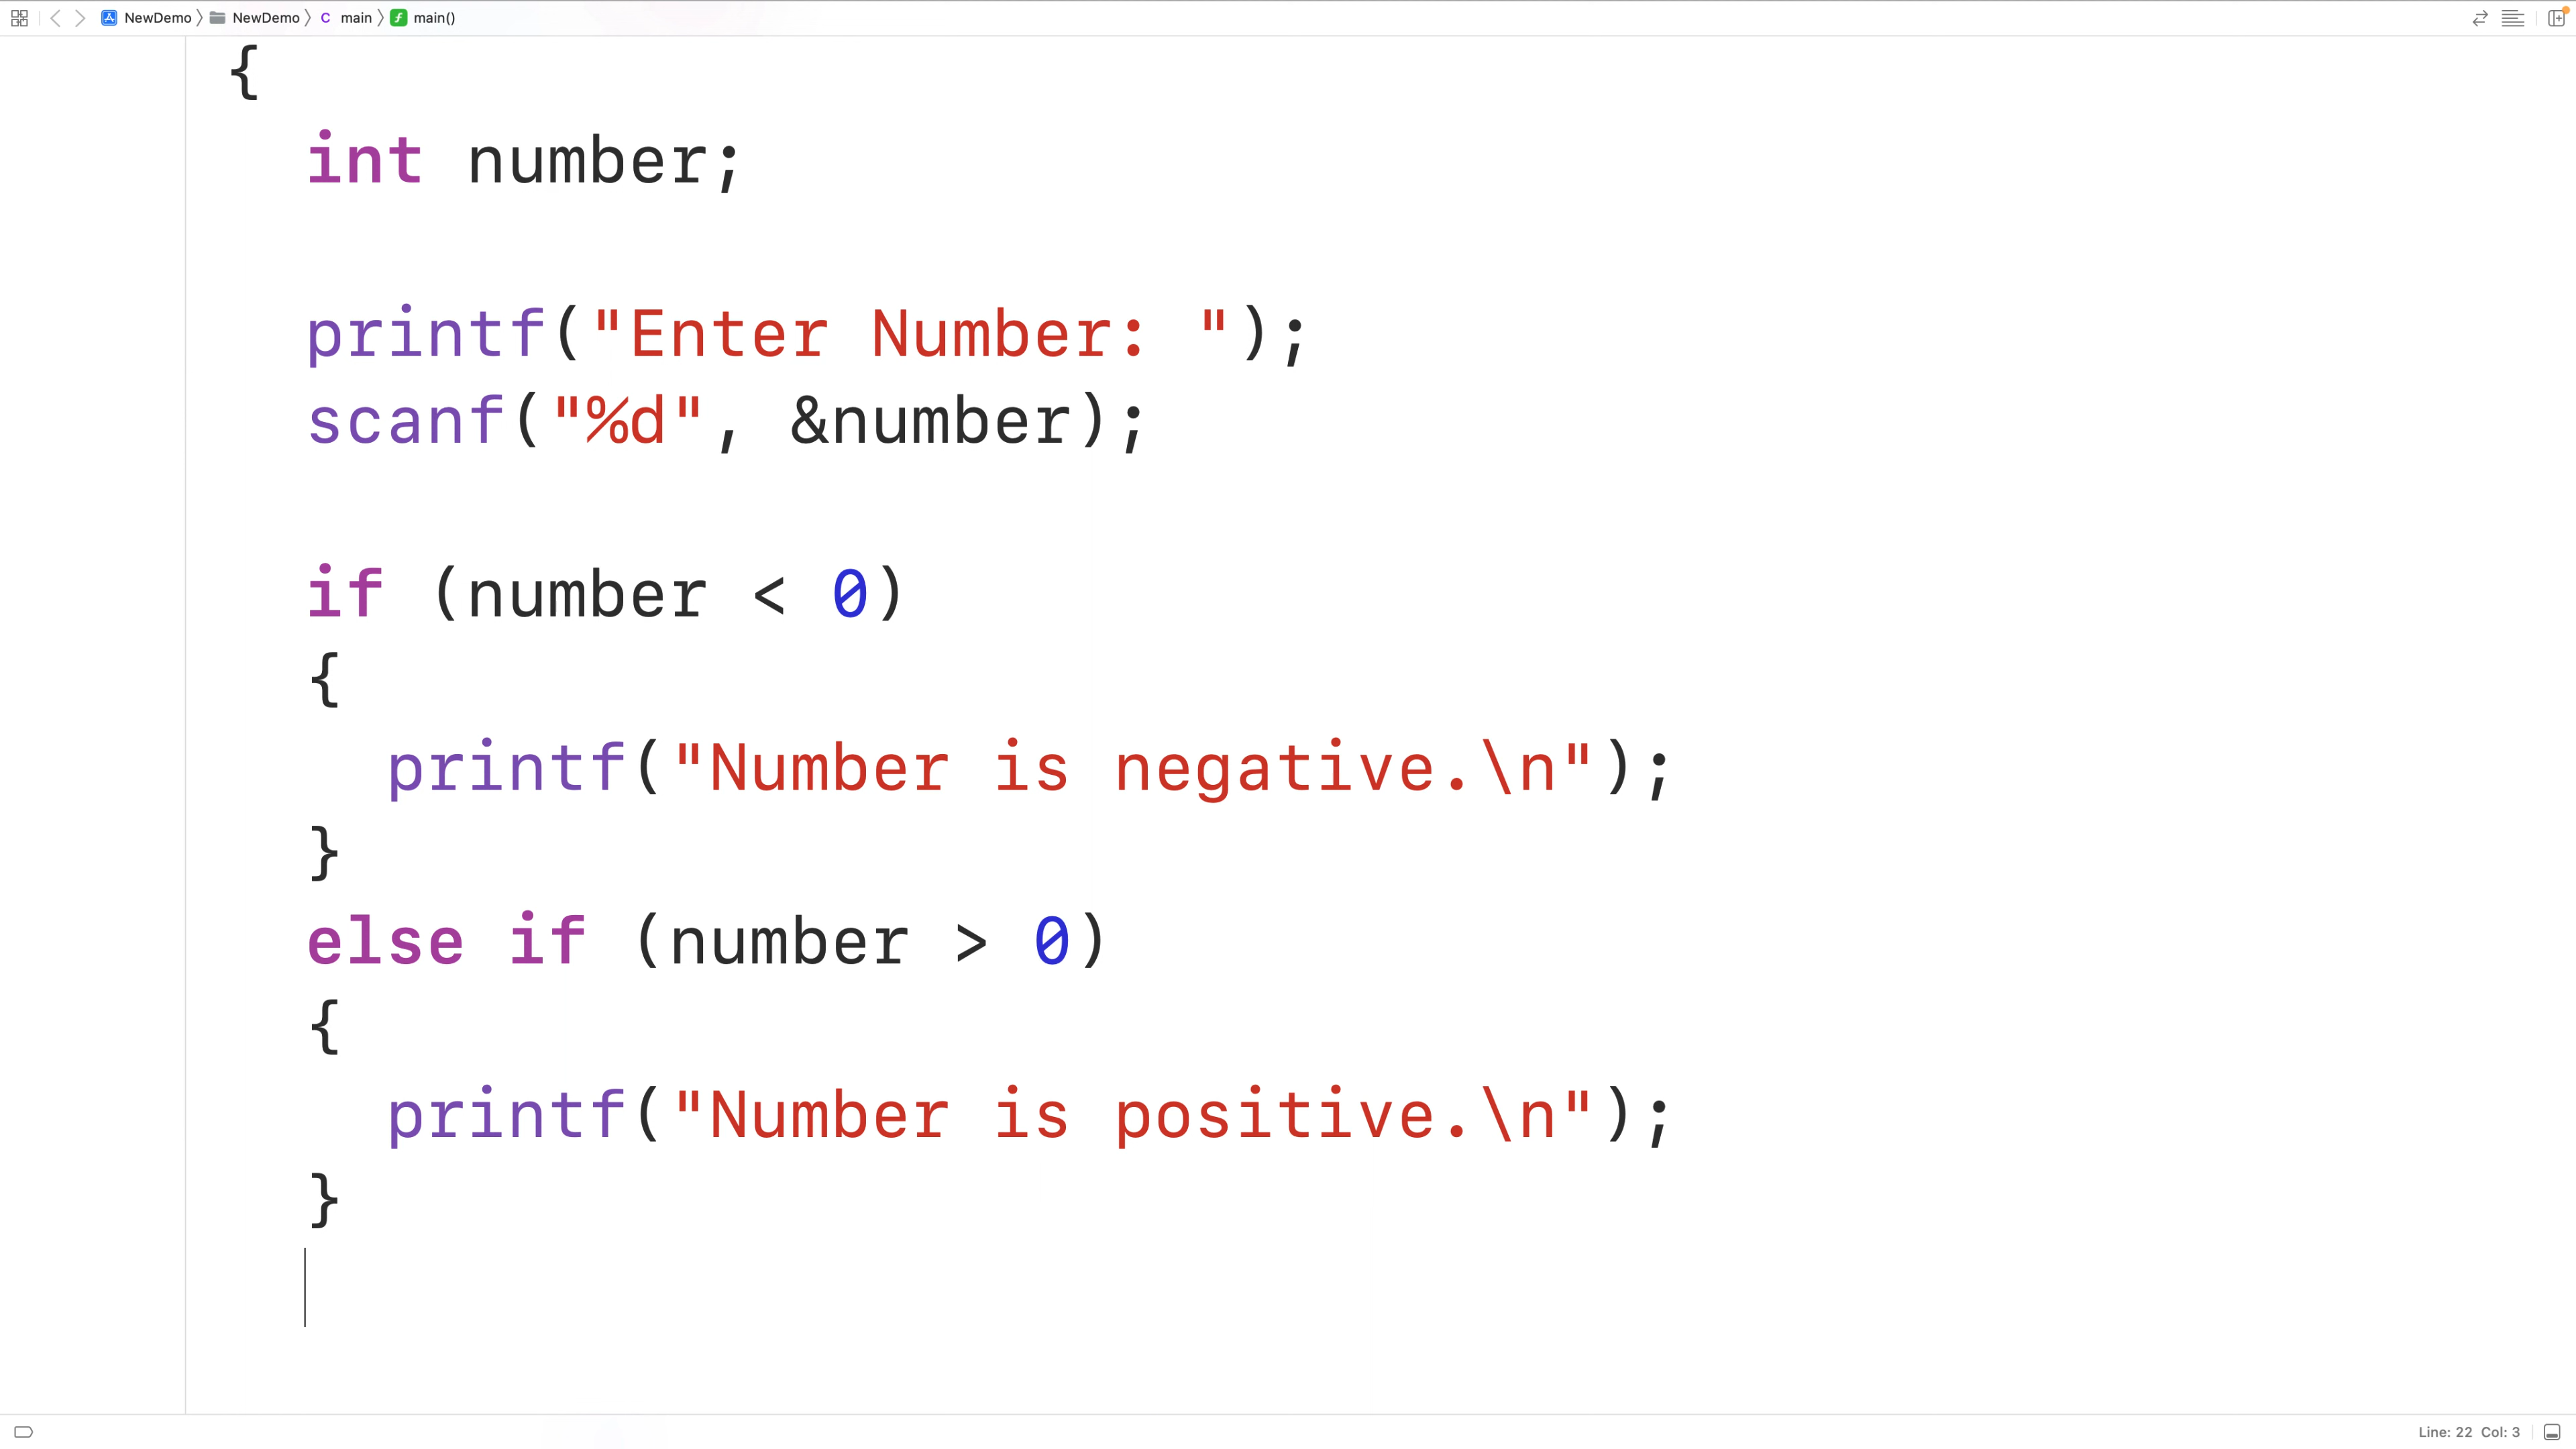 NewDemo NewDemo C main f main()
{
int number;
printf("Enter Number: ");
scanf("%d", &number);
if (number < 0)
{
printf("Number is negative.\n");
}
else if (number > 0)
{
printf("Number is positive.\n");
}
Line: 22 Col: 3